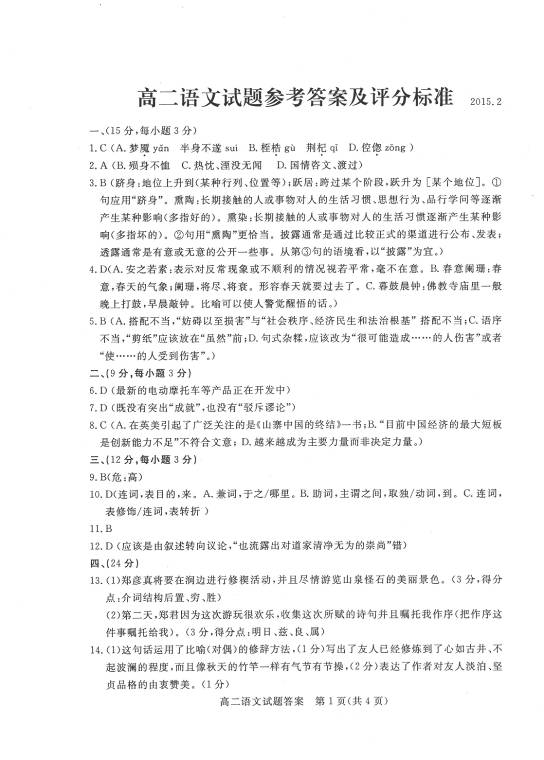 高二语文试题参考答案及评分标准 2015.2
一、(15分,每小题3分)
1.C(A.梦魇yǎn 半身不遂suì B.桎梏gù 荆杞qǐ D.倥偬zǒng)
2.A(B.殒身不恤 C.热忱、湮没无闻 D.国情咨文、渡过)
3.B(跻身:地位上升到(某种行列、位置等);跃居:跨过某个阶段,跃升为[某个地位]。①
句应用“跻身”。熏陶:长期接触的人或事物对人的生活习惯、思想行为、品行学问等逐渐
产生某种影响(多指好的)。熏染:长期接触的人或事物对人的生活习惯逐渐产生某种影
响(多指坏的)。②句用“熏陶”更恰当。披露通常是通过比较正式的渠道进行公布、发表;
透露通常是有意或无意的公开一些事。从第③句的语境看,以“披露”为宜。)
4.D(A.安之若素:表示对反常现象或不顺利的情况视若平常,毫不在意。B.春意阑珊:春
意,春天的气象;阑珊,将尽、将衰。形容春天就要过去了。C.暮鼓晨钟:佛教寺庙里一般
晚上打鼓,早晨敲钟。比喻可以使人警觉醒悟的话。)
5.B(A.搭配不当,“妨碍以至损害”与“社会秩序、经济民生和法治根基”搭配不当;C.语序
不当,“剪纸”应该放在“虽然”前;D.句式杂糅,应该改为“很可能造成……的人伤害”或者
“使……的人受到伤害”。)
二、(9分,每小题3分)
6.D(最新的电动摩托车等产品正在开发中)
7.D(既没有突出“成就”,也没有“驳斥谬论”)
8.C(A.在英美引起了广泛关注的是《山寨中国的终结》一书;B.“目前中国经济的最大短板
是创新能力不足”不符合文意;D.越来越成为主要力量而非决定力量。)
三、(12分,每小题3分)
9.B(危:高)
10.D(连词,表目的,来。A.兼词,于之/哪里。B.助词,主谓之间,取独/动词,到。C.连词,
表修饰/连词,表转折)
11.B
12.D(应该是由叙述转向议论,“也流露出对道家清净无为的崇尚”错)
四、(24分)
13.(1)郑彦真将要在涧边进行修禊活动,并且尽情游览山泉怪石的美丽景色。(3分,得分
点:介词结构后置、穷、胜)
(2)第二天,郑君因为这次游玩很欢乐,收集这次所赋的诗句并且嘱托我作序(把作序这
件事嘱托给我)。(3分,得分点:明日、兹、良、属)
14.(1)这句话运用了比喻(对偶)的修辞方法,(1分)写出了友人已经修炼到了心如古井、不
起波澜的程度,而且像秋天的竹竿一样有气节有节操,(2分)表达了作者对友人淡泊、坚
贞品格的由衷赞美。(1分)
高二语文试题答案 第1页(共4页)